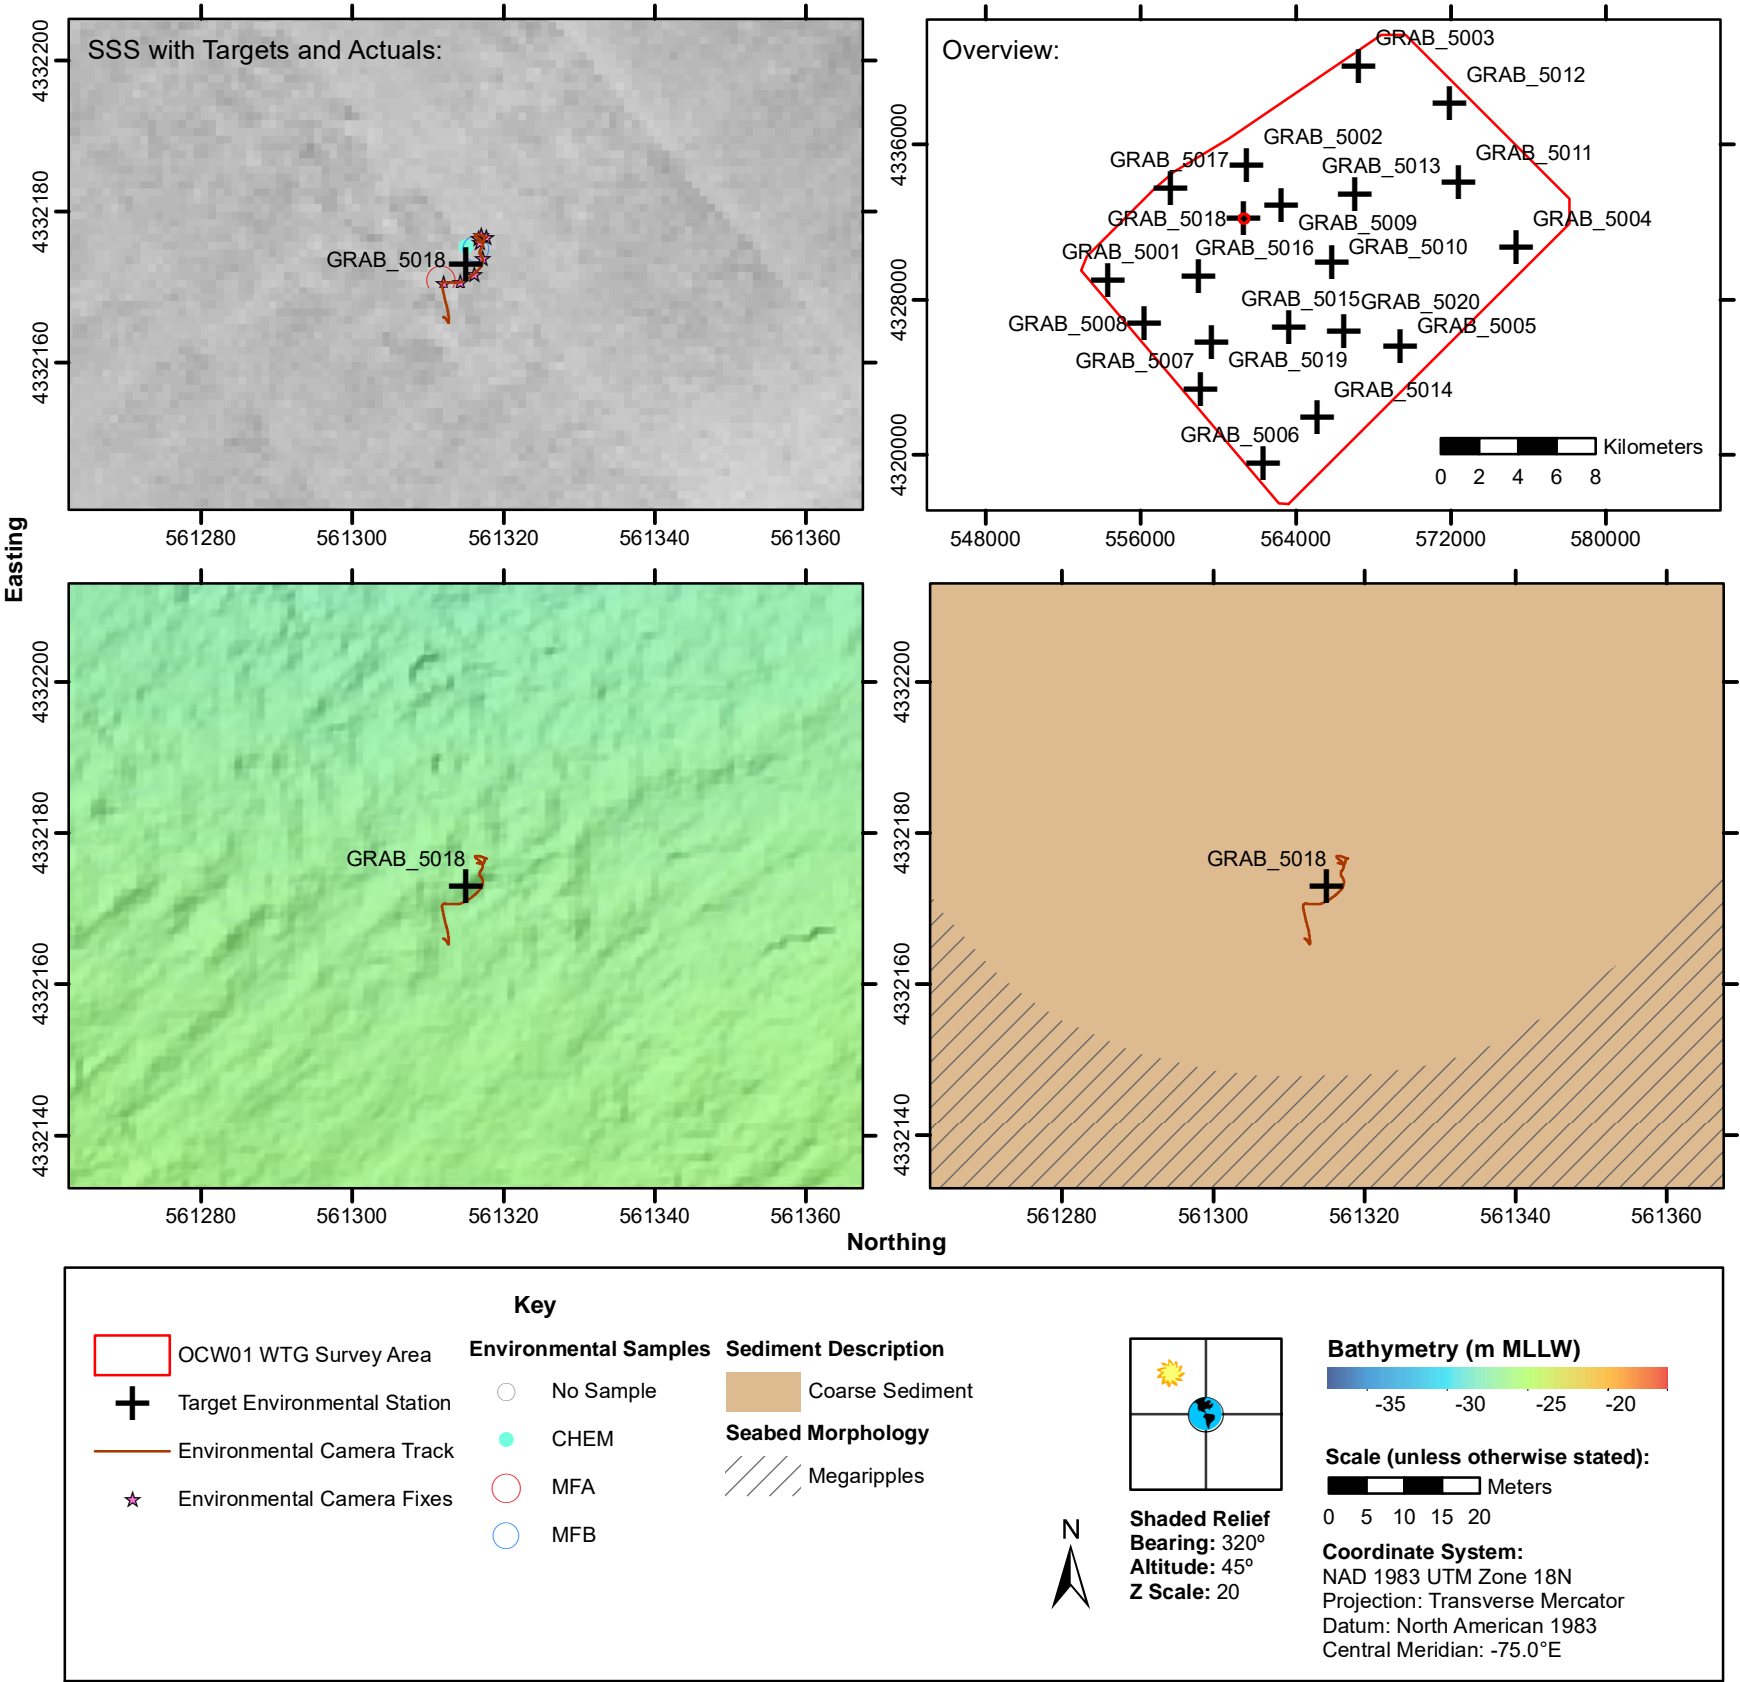 SSS with Targets and Actuals:
GRAB_5018
4332200
4332180
4332160
561280
561300
561320
561340
561360
Overview:
GRAB_5003
GRAB_5012
GRAB_5002
GRAB_5017
GRAB_5013
GRAB_5011
GRAB_5018
GRAB_5009
GRAB_5004
GRAB_5001
GRAB_5016
GRAB_5010
GRAB_5015
GRAB_5020
GRAB_5008
GRAB_5005
GRAB_5007
GRAB_5019
GRAB_5014
GRAB_5006
Kilometers
0 2 4 6 8
4336000
4328000
4320000
548000
556000
564000
572000
580000
Easting
GRAB_5018
4332200
4332180
4332160
4332140
561280
561300
561320
561340
561360
GRAB_5018
4332200
4332180
4332160
4332140
561280
561300
561320
561340
561360
Northing
Key
OCW01 WTG Survey Area
Target Environmental Station
Environmental Camera Track
Environmental Camera Fixes
Environmental Samples
No Sample
CHEM
MFA
MFB
Sediment Description
Coarse Sediment
Seabed Morphology
Megaripples
N
Shaded Relief
Bearing: 320º
Altitude: 45º
Z Scale: 20
Bathymetry (m MLLW)
-35 -30 -25 -20
Scale (unless otherwise stated):
Meters
0 5 10 15 20
Coordinate System:
NAD 1983 UTM Zone 18N
Projection: Transverse Mercator
Datum: North American 1983
Central Meridian: -75.0°E